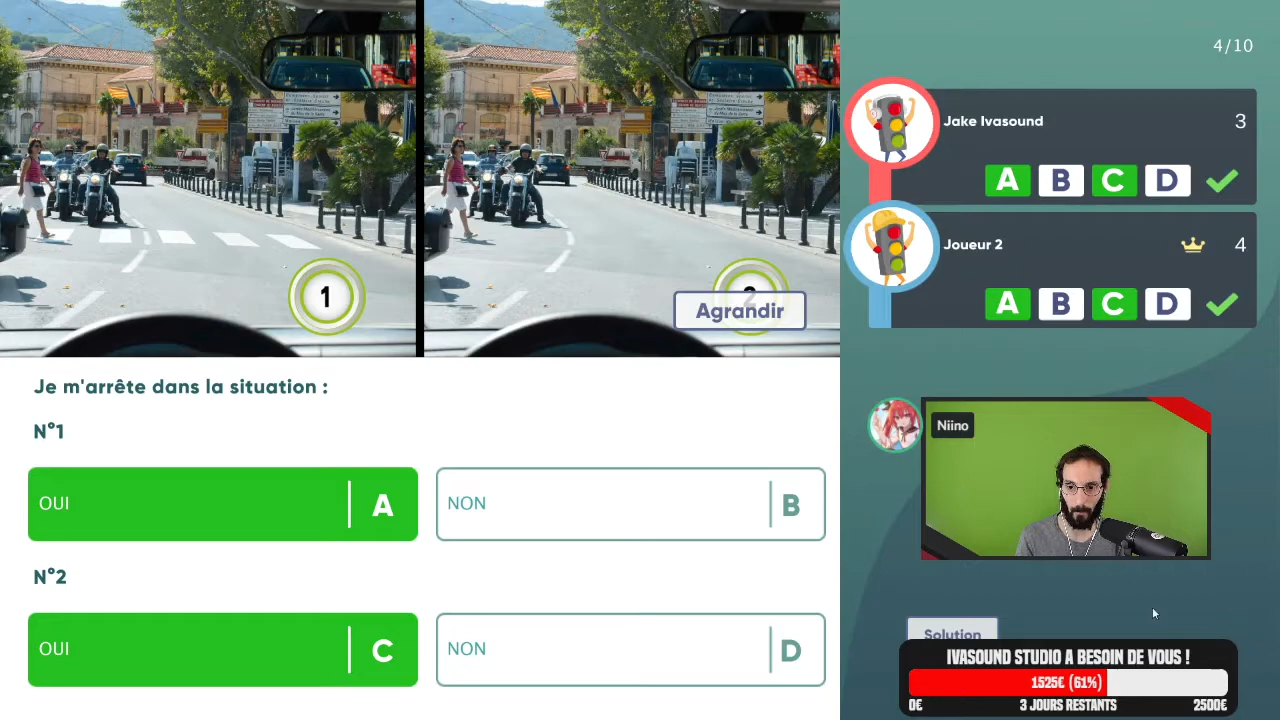 4/10
Jake Ivasound
3
A B C D
Joueur 2
4
A B C D
1
2
Agrandir
Je m'arrête dans la situation :
N°1
OUI
A
NON
B
N°2
OUI
C
NON
D
Niino
Solution
IVASOUND STUDIO A BESOIN DE VOUS !
1525€ (61%)
0€
3 JOURS RESTANTS
2500€